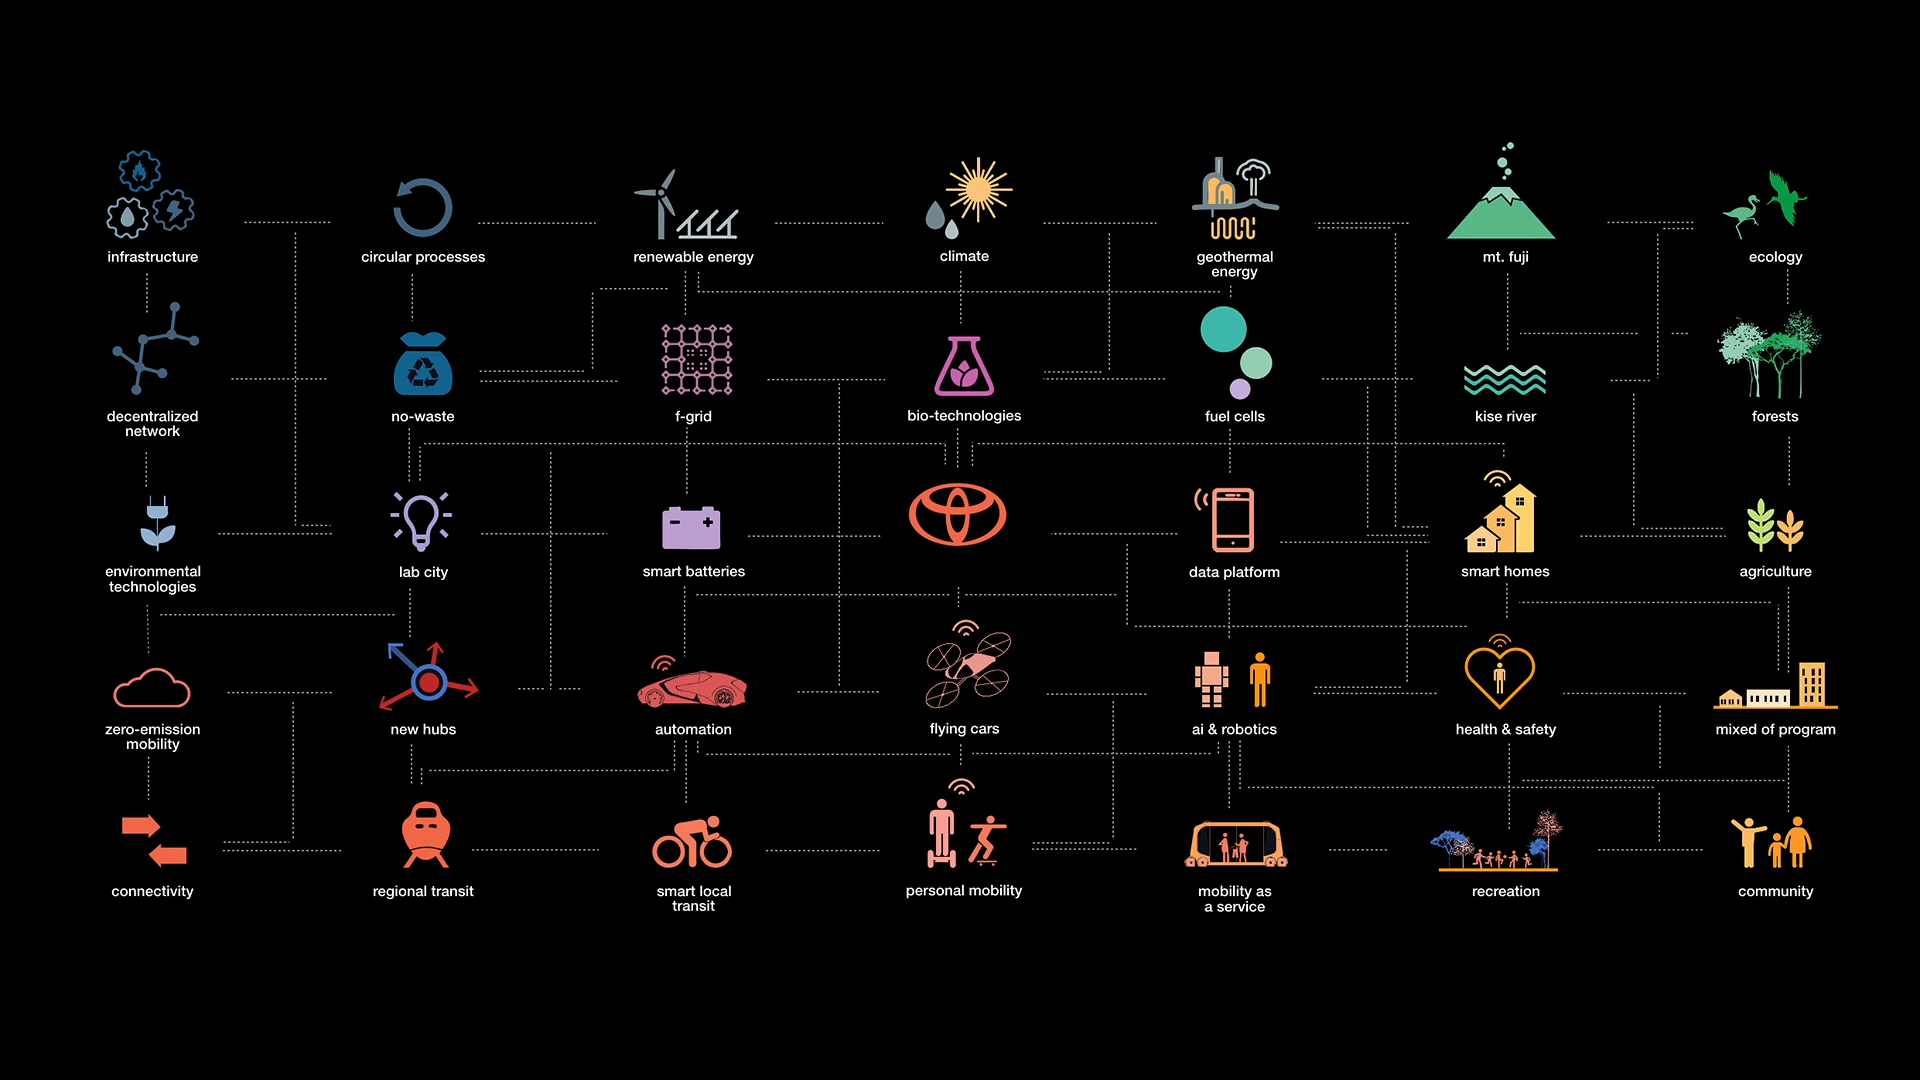 infrastructure
circular processes
renewable energy
climate
geothermal
energy
mt. fuji
ecology
decentralized
network
no-waste
f-grid
bio-technologies
fuel cells
kise river
forests
environmental
technologies
lab city
smart batteries
data platform
smart homes
agriculture
zero-emission
mobility
new hubs
automation
flying cars
ai & robotics
health & safety
mixed of program
connectivity
regional transit
smart local
transit
personal mobility
mobility as
a service
recreation
community